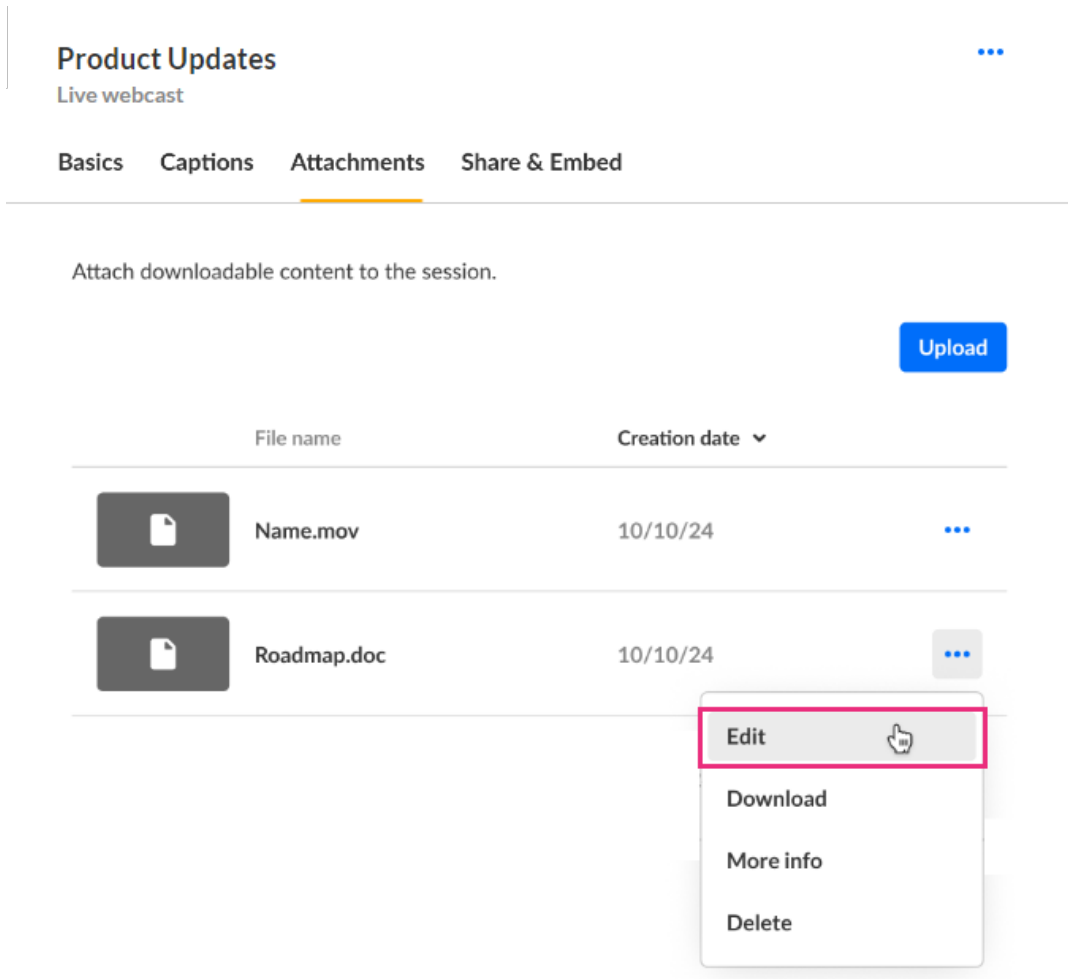 Product Updates
Live webcast
Basics Captions Attachments Share & Embed
Attach downloadable content to the session.
Upload
File name Creation date
Name.mov 10/10/24
Roadmap.doc 10/10/24
Edit
Download
More info
Delete